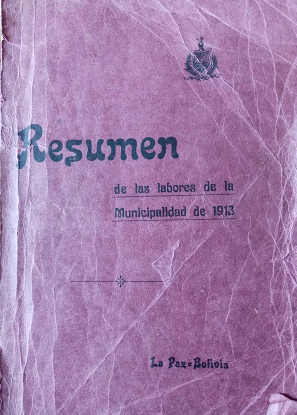 Resumen
de las labores de la
Municipalidad de 1913
La Paz=Bolivia